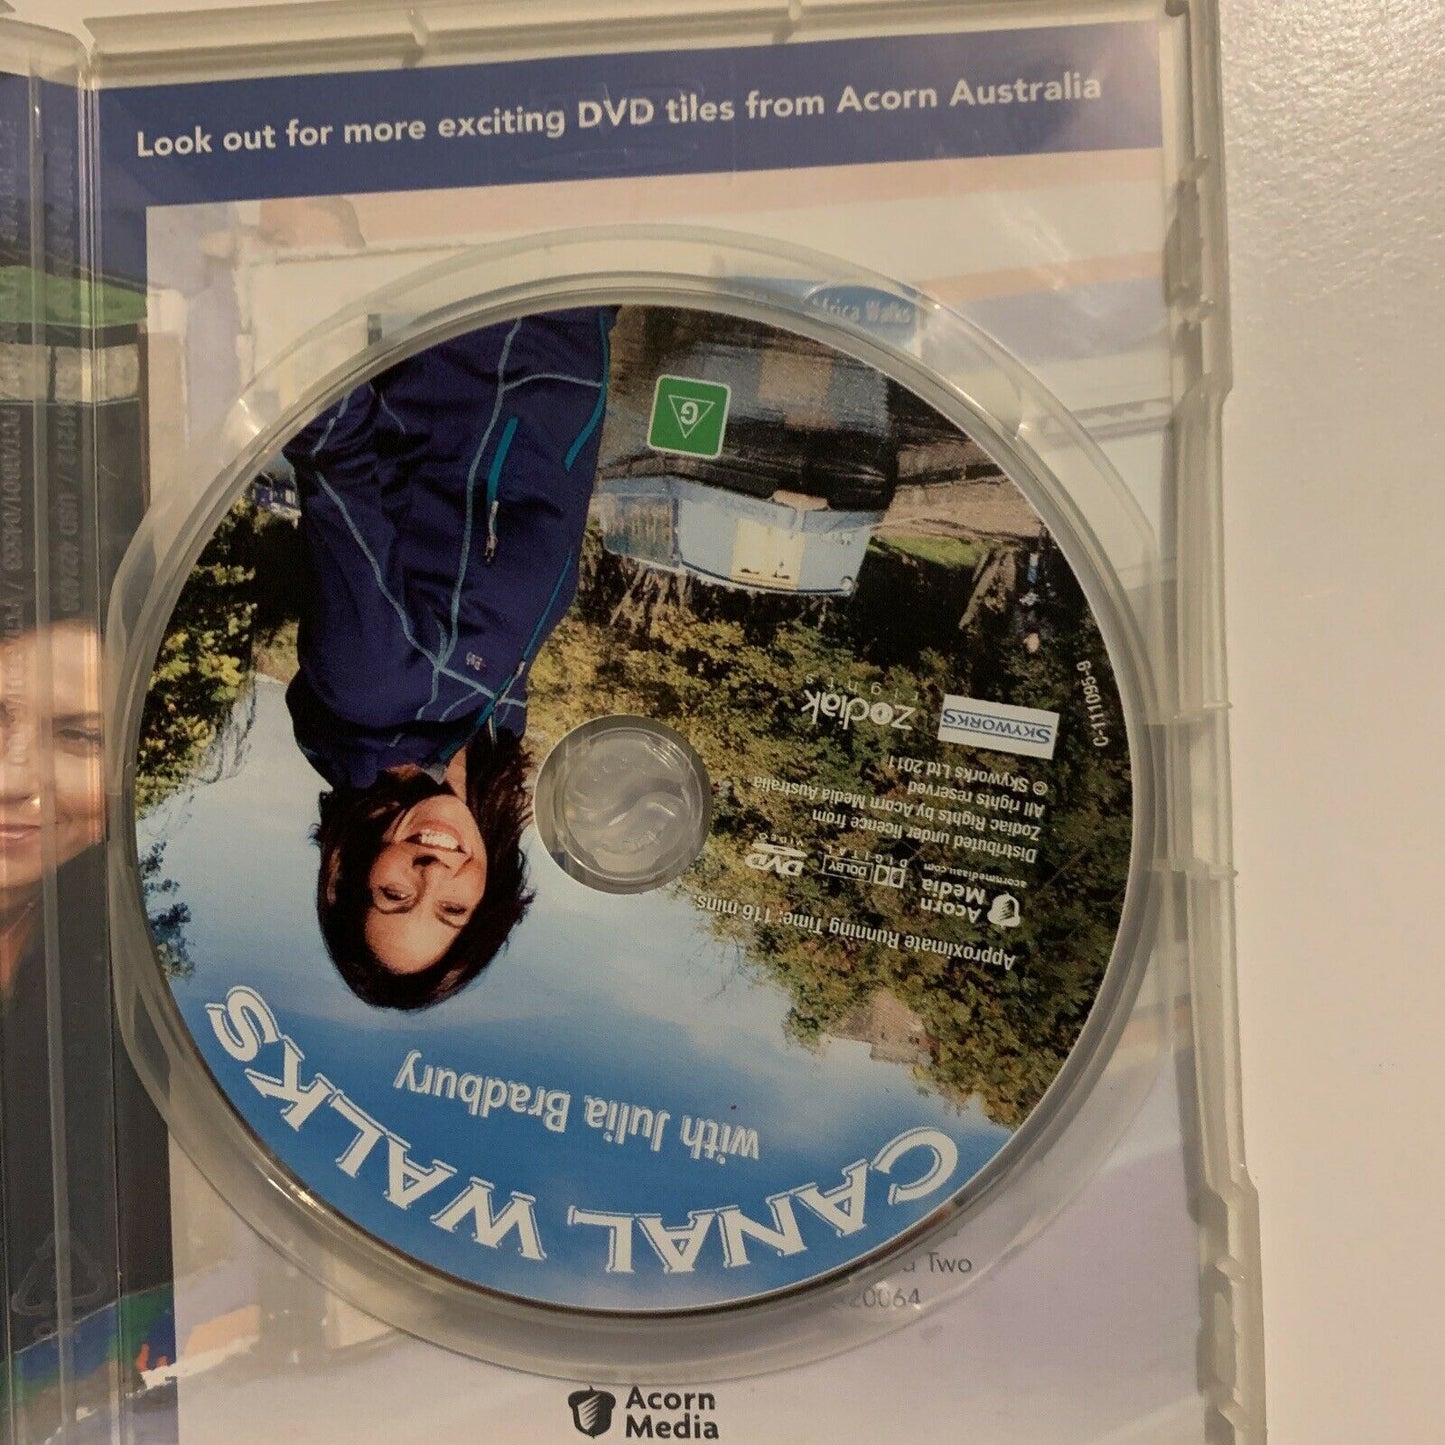 Look out for more exciting DVD tiles from Acorn Australia
Walks
G
0-111095-9
SKYWORKS
zodiak
rights
© Skyworks Ltd 2011
All rights reserved
Zodiac Rights by Acorn Media Australia
Distributed under licence from
DVD
VIDEO
DOLBY
DIGITAL
Acorn
Media
acornmediaau.com
Approximate Running Time: 116 mins
CANAL WALKS
with Julia Bradbury
Two
20064
Acorn
Media